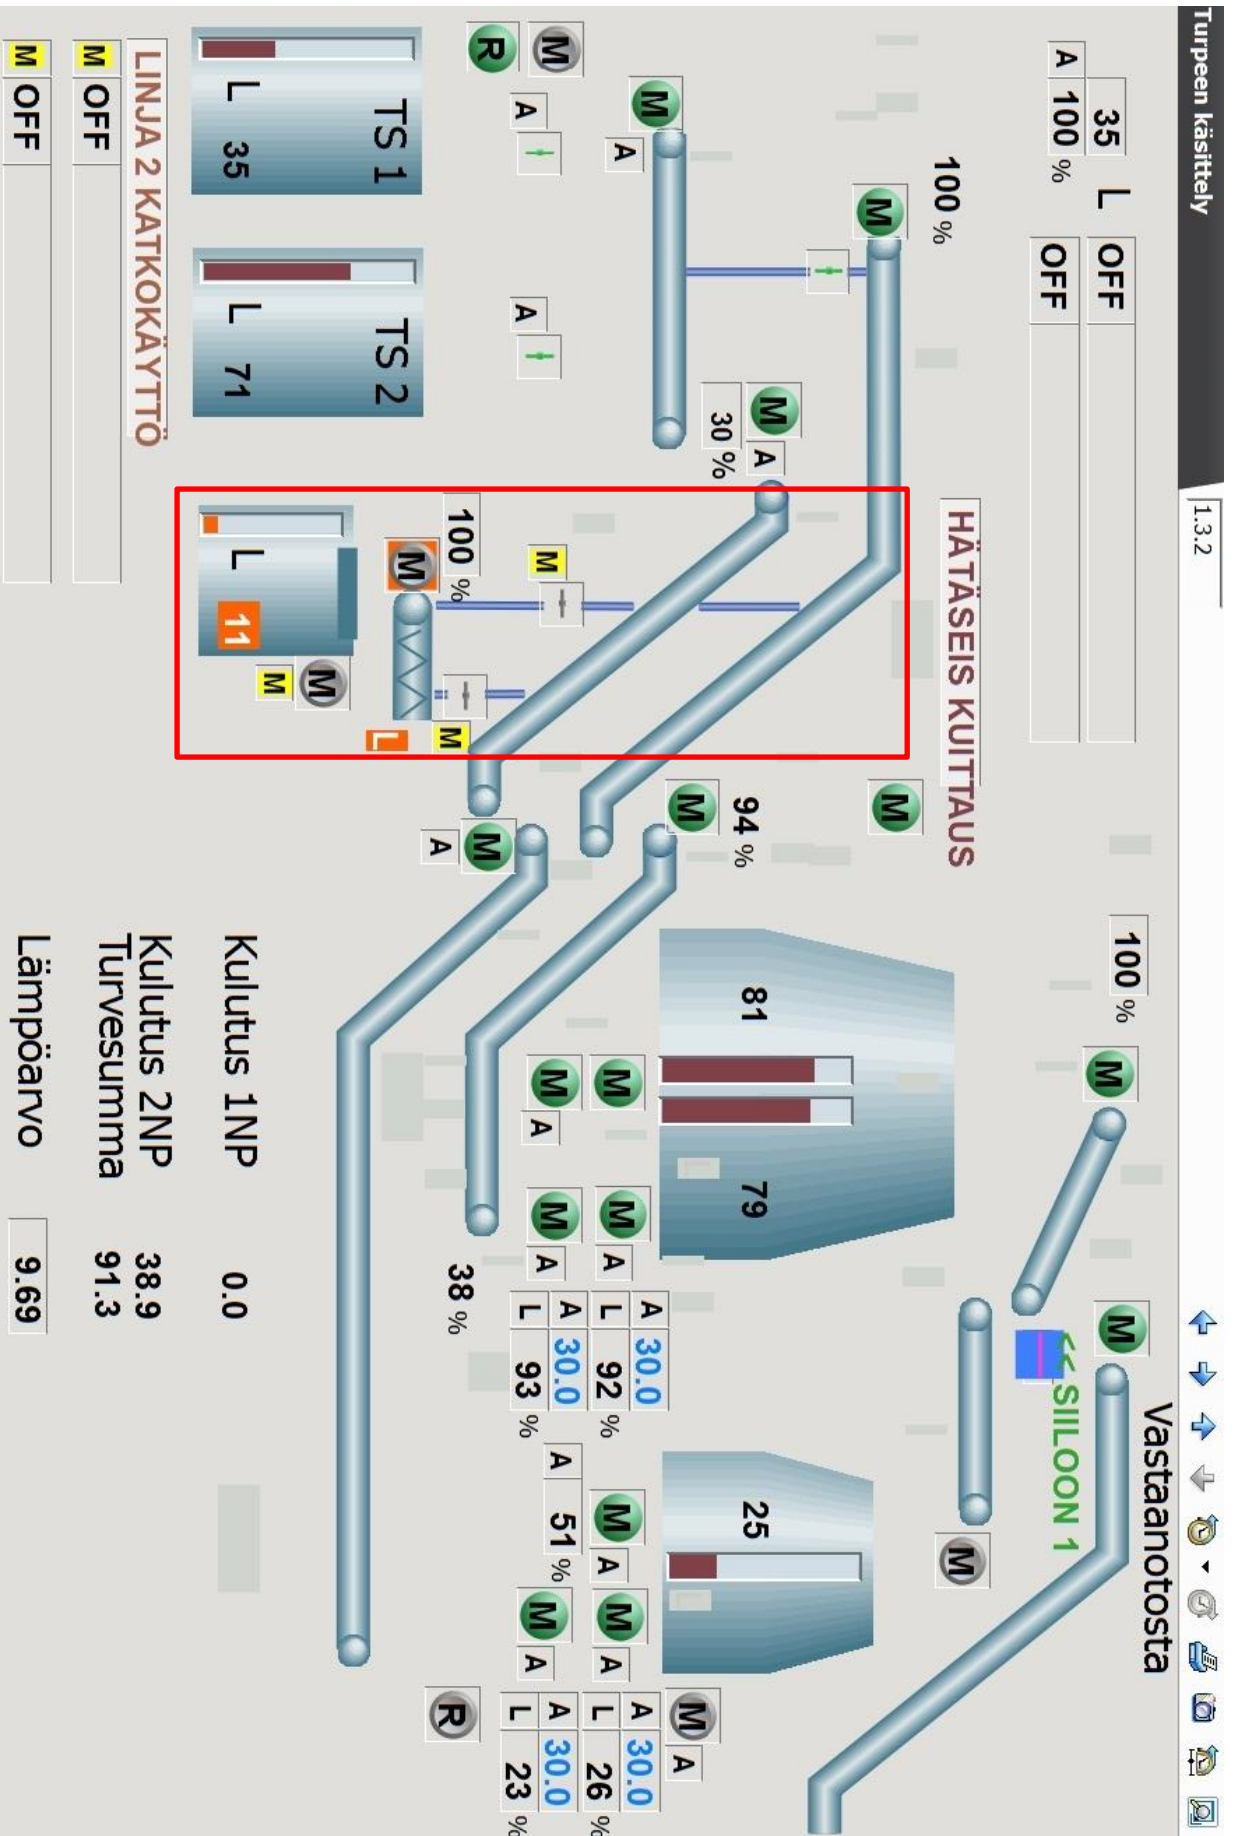 Turpeen käsittely 1.3.2
Vastaanotosta
35 L OFF 100 % M M
A 100 % OFF <<SIILOON 1
HÄTÄSEIS KUITTAUS M
100 %
M M
94 % 81 79 25
M A
30 %
M M A
M
A
A 30.0 A 30.0
M M A L 92 % M A M A L 26 %
M M M A M A A 30.0 A 51 % M A A 30.0
R A A L 93 % L 23 %
M
A
100 % M 38 % R
M L
TS 1 TS 2 M
M
L L L
35 71 11
Kulutus 1NP 0.0
LINJA 2 KATKOKÄYTTÖ Kulutus 2NP 38.9
M OFF Turvesumma 91.3
M OFF Lämpöarvo 9.69